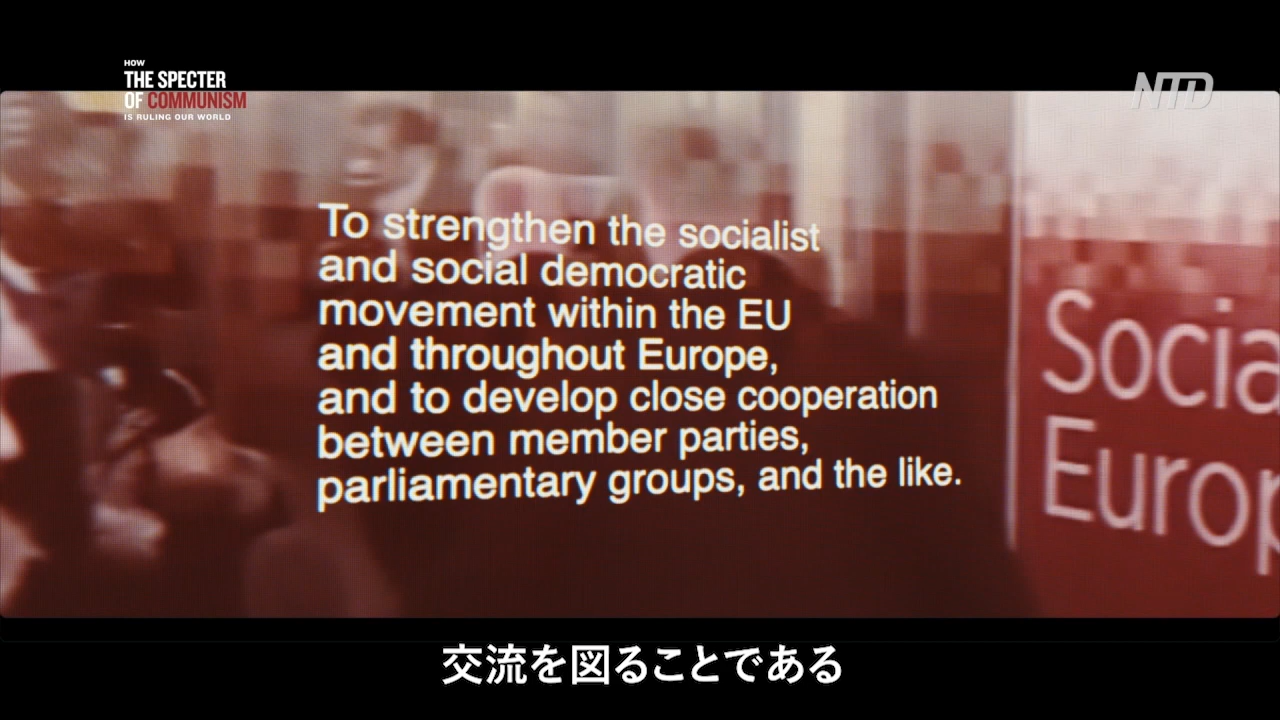 HOW
THE SPECTER
OF COMMUNISM
IS RULING OUR WORLD
NTD
To strengthen the socialist
and social democratic
movement within the EU
and throughout Europe,
and to develop close cooperation
between member parties,
parliamentary groups, and the like.
Socia
Europ
交流を図ることである